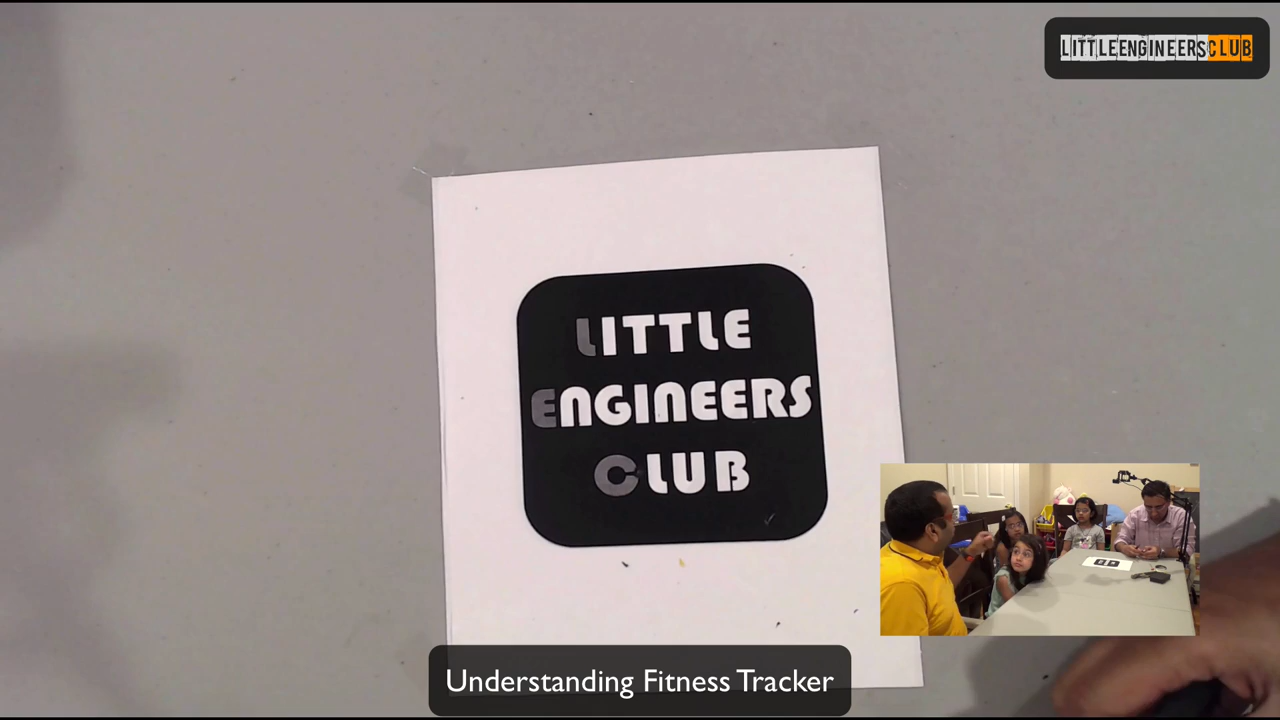 LITTLEENGINEERSCLUB
LITTLE
ENGINEERS
CLUB
Understanding Fitness Tracker